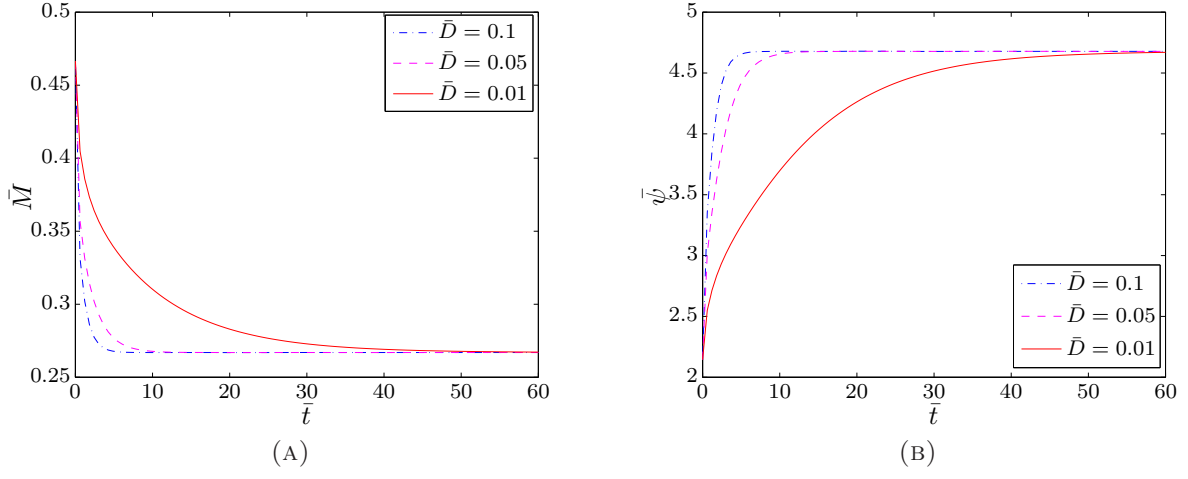 0.5
0.45
0.4
0.35
0.3
0.25
M̄
0 10 20 30 40 50 60
t̄
D̄ = 0.1
D̄ = 0.05
D̄ = 0.01
(A)
5
4.5
4
3.5
3
2.5
2
ψ̄
0 10 20 30 40 50 60
t̄
D̄ = 0.1
D̄ = 0.05
D̄ = 0.01
(B)